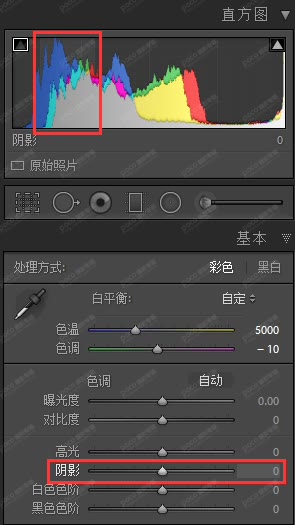 直方图
阴影 0
原始照片
基本
处理方式: 彩色 黑白
白平衡: 自定
色温 5000
色调 – 10
色调 自动
曝光度 0.00
对比度 0
高光 0
阴影 0
白色色阶 0
黑色色阶 0